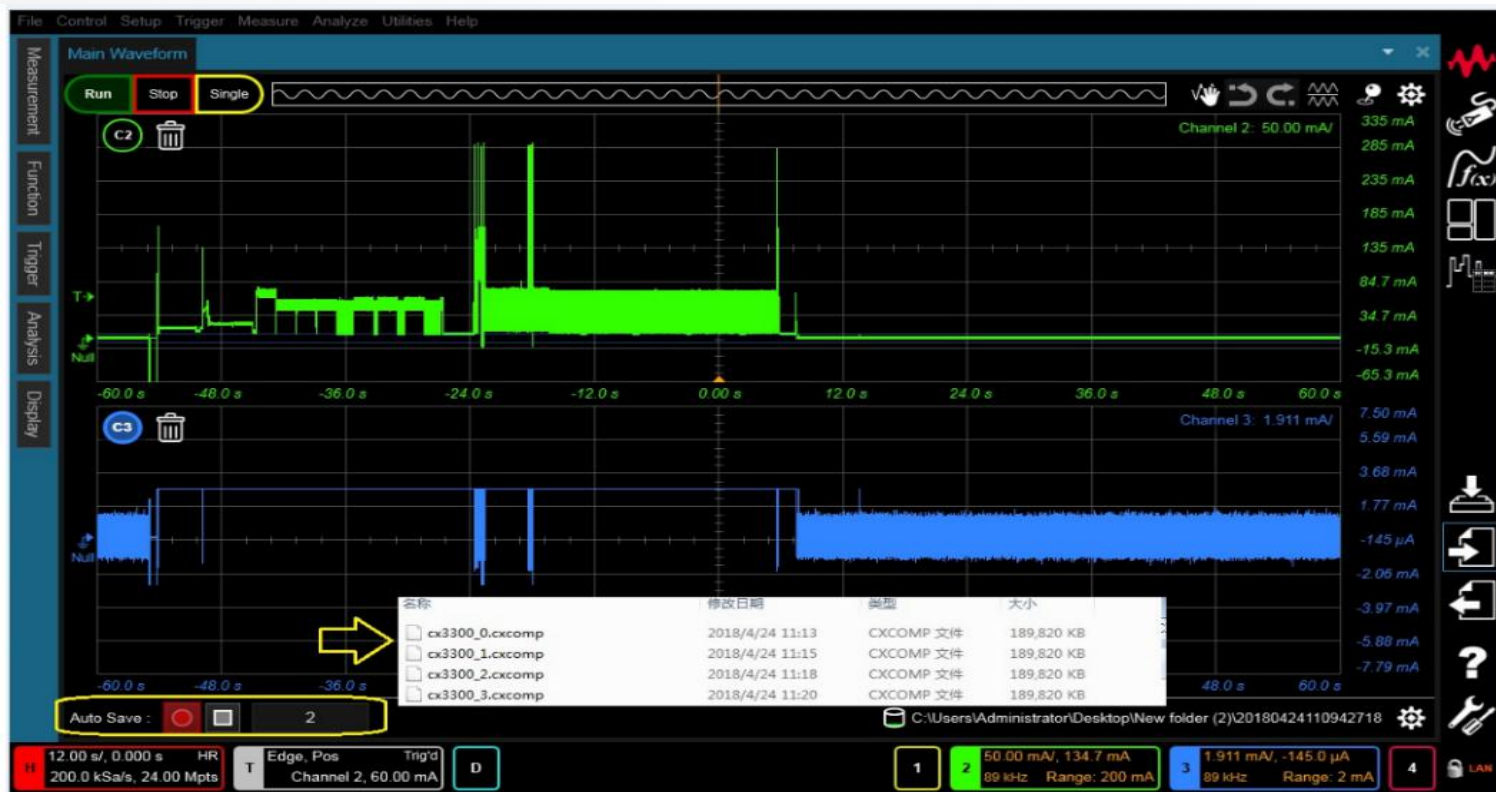 File Control Setup Trigger Measure Analyze Utilities Help
Main Waveform
Measurement
Function
Trigger
Analysis
Display
Run Stop Single
C2
Channel 2: 50.00 mA/
335 mA
285 mA
235 mA
185 mA
135 mA
84.7 mA
34.7 mA
-15.3 mA
-65.3 mA
T
Null
-60.0 s -48.0 s -36.0 s -24.0 s -12.0 s 0.00 s 12.0 s 24.0 s 36.0 s 48.0 s 60.0 s
C3
Channel 3: 1.911 mA/
7.50 mA
5.59 mA
3.68 mA
1.77 mA
-145 µA
-2.06 mA
-3.97 mA
-5.88 mA
-7.79 mA
Null
f(x)
名称 修改日期 类型 大小
cx3300_0.cxcomp 2018/4/24 11:13 CXCOMP 文件 189,820 KB
cx3300_1.cxcomp 2018/4/24 11:15 CXCOMP 文件 189,820 KB
cx3300_2.cxcomp 2018/4/24 11:18 CXCOMP 文件 189,820 KB
cx3300_3.cxcomp 2018/4/24 11:20 CXCOMP 文件 189,820 KB
-60.0 s -48.0 s -36.0 s 48.0 s 60.0 s
Auto Save : 2
C:\Users\Administrator\Desktop\New folder (2)\20180424110942718
H
12.00 s/, 0.000 s HR
200.0 kSa/s, 24.00 Mpts
T
Edge, Pos Trig'd
Channel 2, 60.00 mA
D
1
2
50.00 mA/, 134.7 mA
89 kHz Range: 200 mA
3
1.911 mA/, -145.0 µA
89 kHz Range: 2 mA
4
LAN